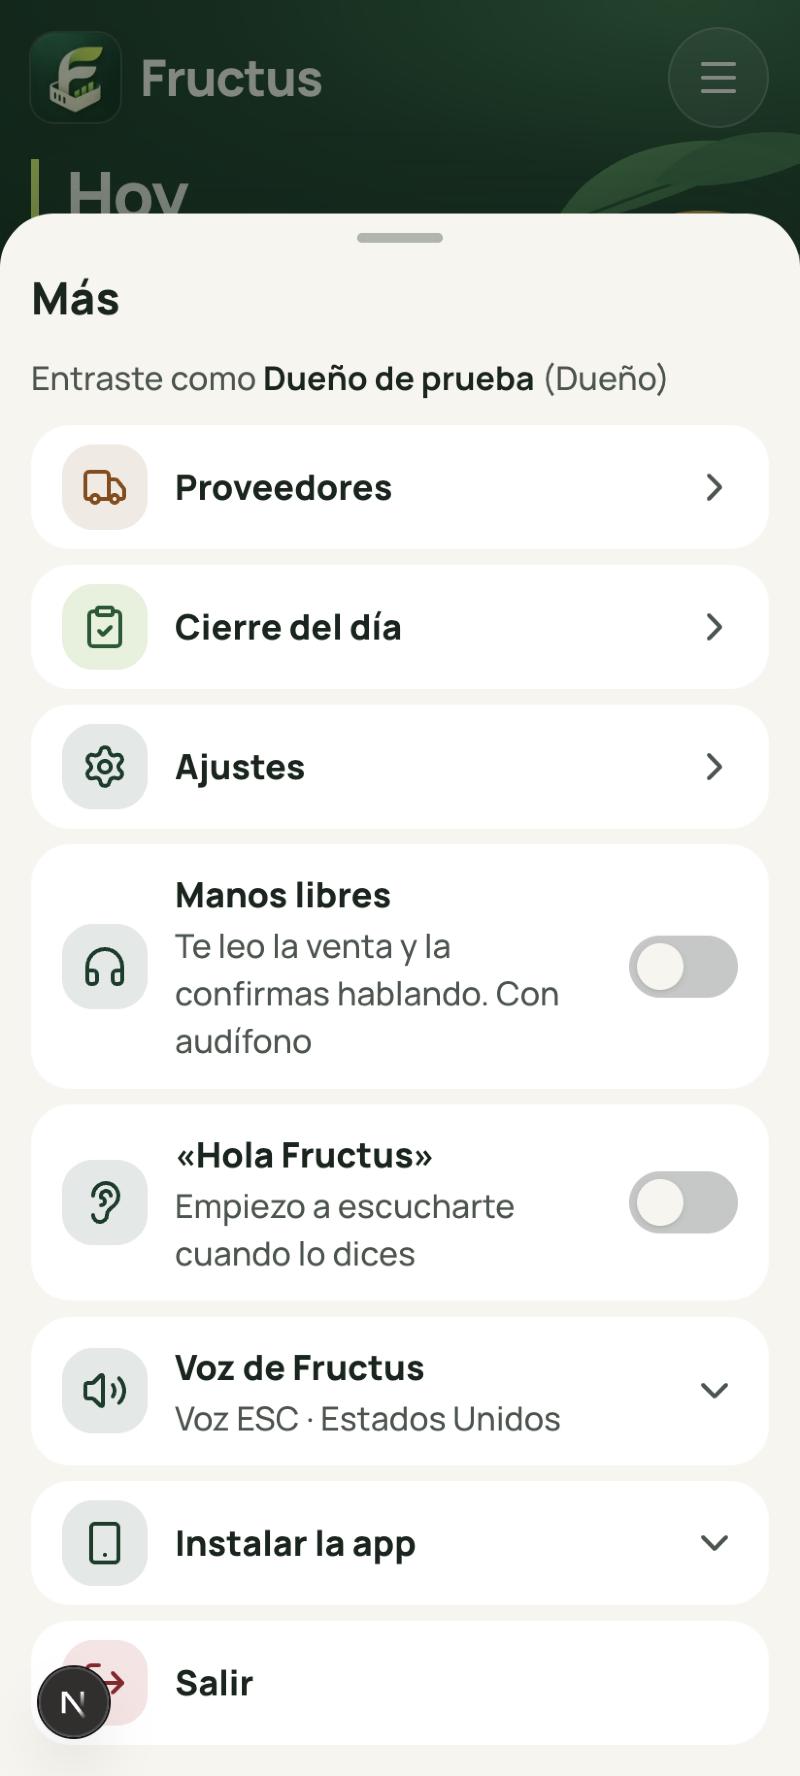 Fructus
Hoy
Más
Entraste como Dueño de prueba (Dueño)
Proveedores
Cierre del día
Ajustes
Manos libres
Te leo la venta y la
confirmas hablando. Con
audífono
«Hola Fructus»
Empiezo a escucharte
cuando lo dices
Voz de Fructus
Voz ESC · Estados Unidos
Instalar la app
Salir
N